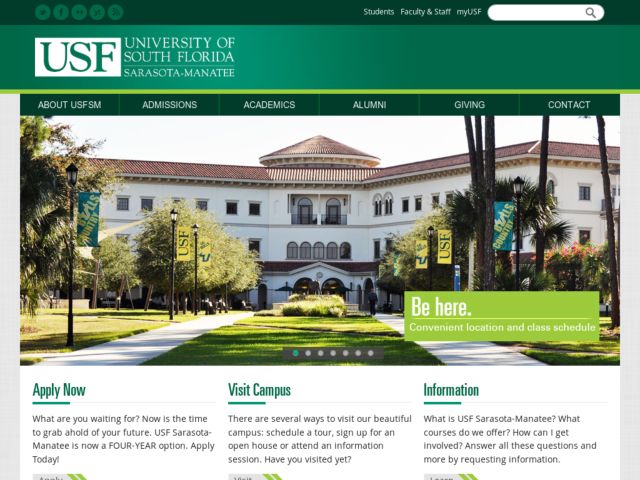 Students Faculty & Staff myUSF
USF UNIVERSITY OF
SOUTH FLORIDA
SARASOTA-MANATEE
ABOUT USFSM ADMISSIONS ACADEMICS ALUMNI GIVING CONTACT
USF
USF
Be here.
Convenient location and class schedule
Apply Now
What are you waiting for? Now is the time
to grab ahold of your future. USF Sarasota-
Manatee is now a FOUR-YEAR option. Apply
Today!
Apply
Visit Campus
There are several ways to visit our beautiful
campus: schedule a tour, sign up for an
open house or attend an information
session. Have you visited yet?
Visit
Information
What is USF Sarasota-Manatee? What
courses do we offer? How can I get
involved? Answer all these questions and
more by requesting information.
Learn